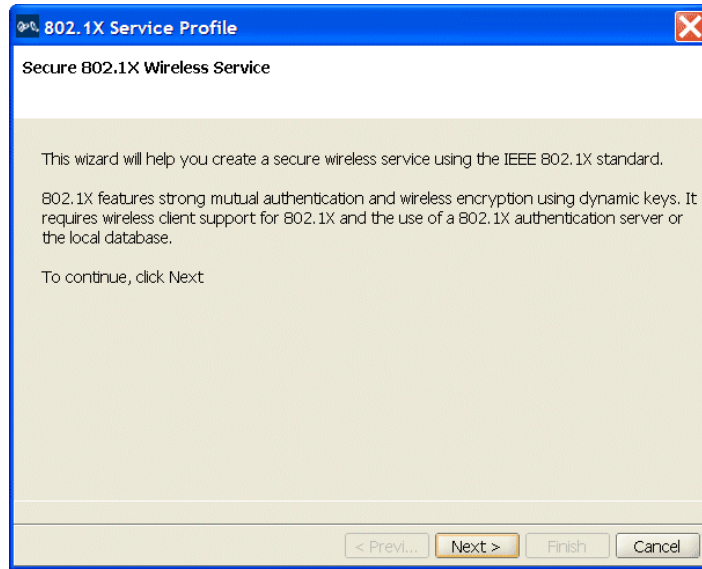 802.1X Service Profile
Secure 802.1X Wireless Service
This wizard will help you create a secure wireless service using the IEEE 802.1X standard.
802.1X features strong mutual authentication and wireless encryption using dynamic keys. It
requires wireless client support for 802.1X and the use of a 802.1X authentication server or
the local database.
To continue, click Next
< Previ... Next > Finish Cancel